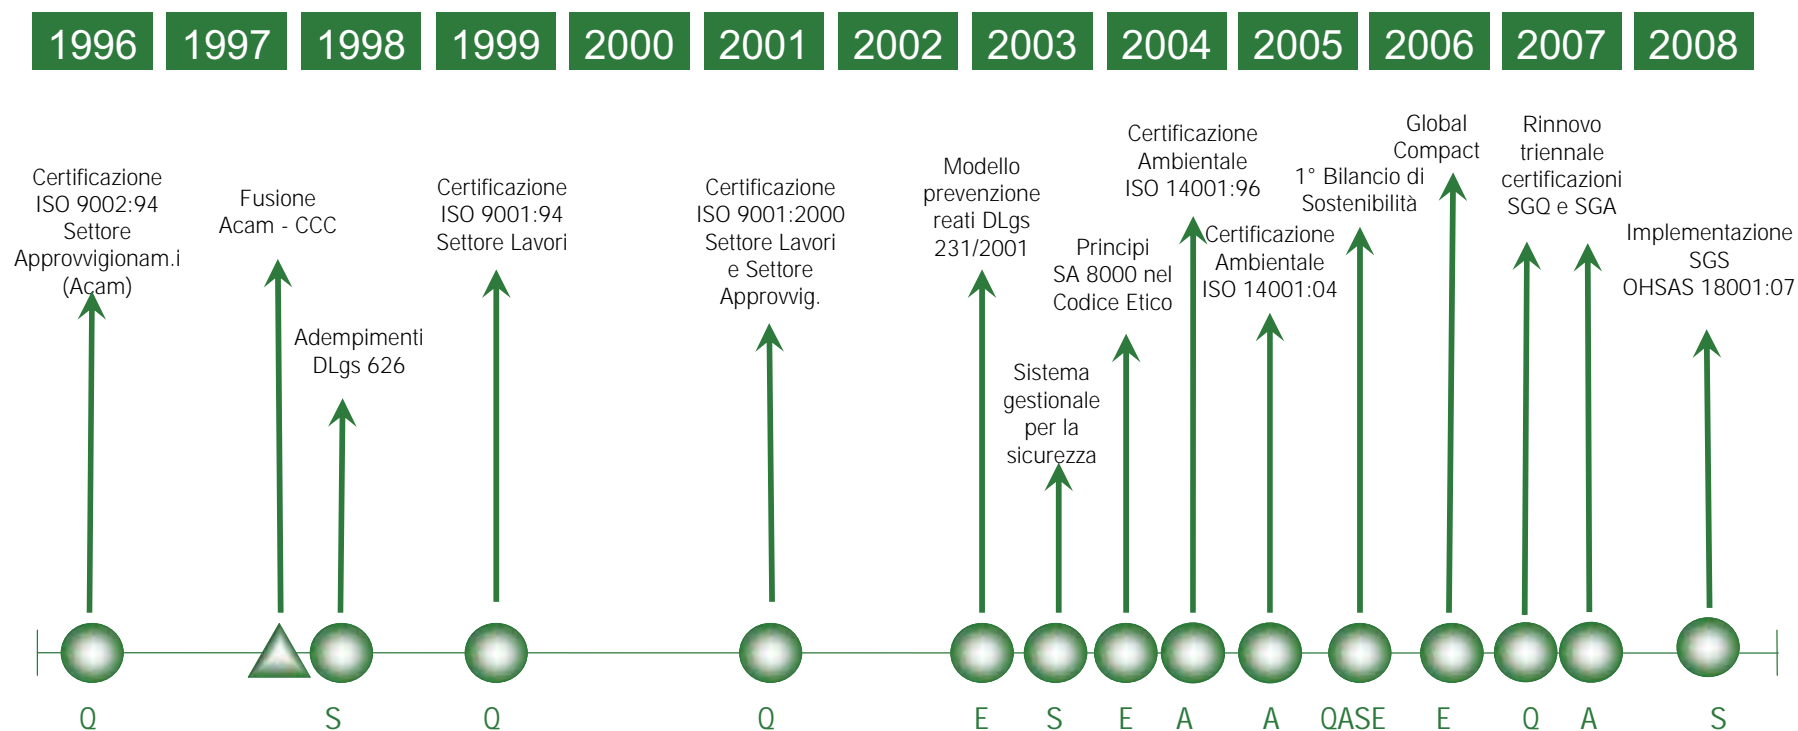 1996 1997 1998 1999 2000 2001 2002 2003 2004 2005 2006 2007 2008
Certificazione
ISO 9002:94
Settore
Approvvigionam.i
(Acam)
Fusione
Acam - CCC
Adempimenti
DLgs 626
Certificazione
ISO 9001:94
Settore Lavori
Certificazione
ISO 9001:2000
Settore Lavori
e Settore
Approvvig.
Modello
prevenzione
reati DLgs
231/2001
Sistema
gestionale
per la
sicurezza
Principi
SA 8000 nel
Codice Etico
Certificazione
Ambientale
ISO 14001:96
Certificazione
Ambientale
ISO 14001:04
1° Bilancio di
Sostenibilità
Global
Compact
Rinnovo
triennale
certificazioni
SGQ e SGA
Implementazione
SGS
OHSAS 18001:07
Q S Q Q E S E A A QASE E Q A S